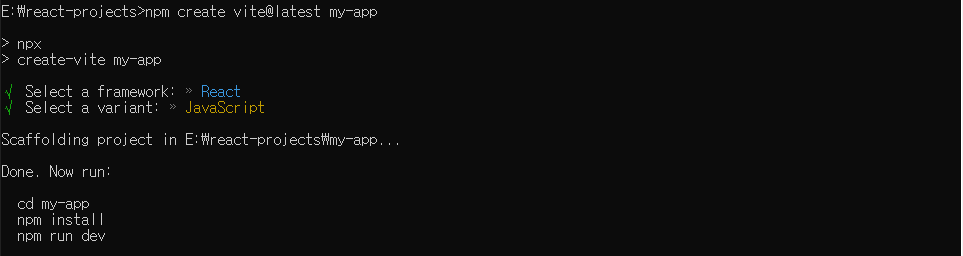 E:₩react-projects>npm create vite@latest my-app
> npx
> create-vite my-app
√ Select a framework: » React
√ Select a variant: » JavaScript
Scaffolding project in E:₩react-projects₩my-app...
Done. Now run:
cd my-app
npm install
npm run dev